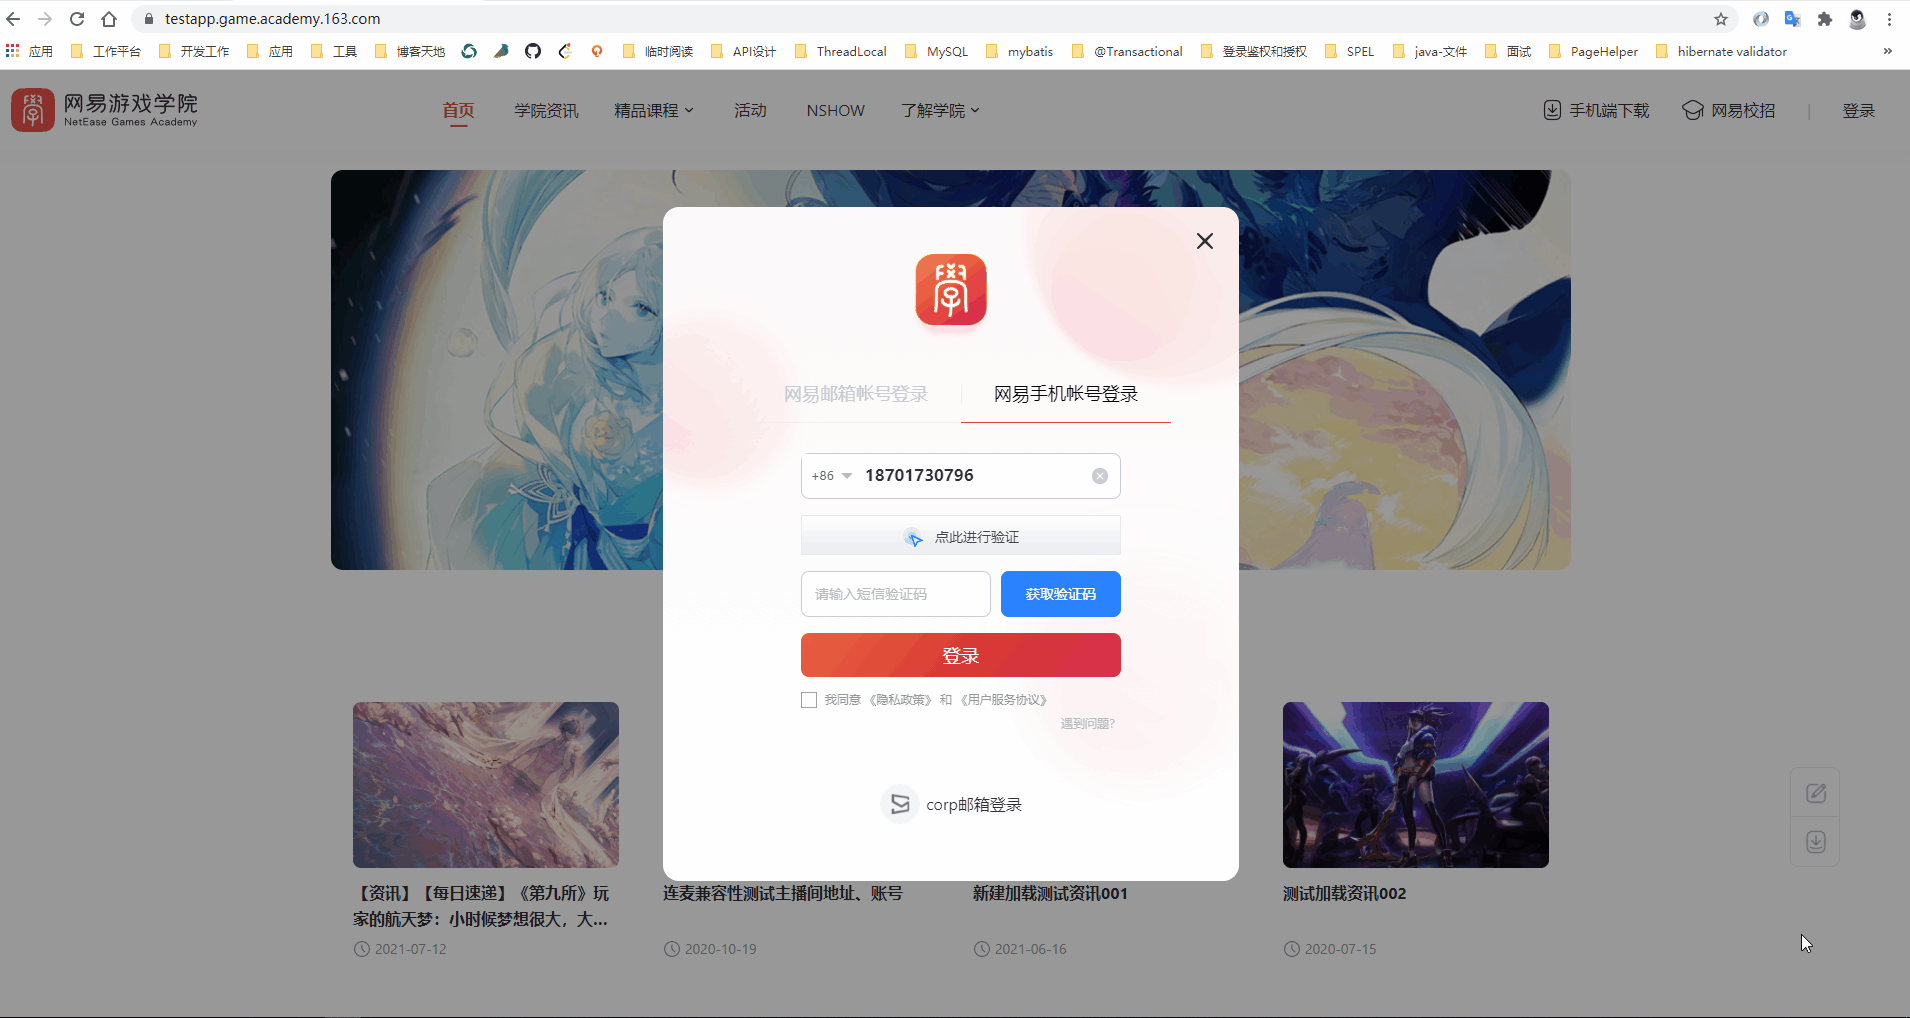 testapp.game.academy.163.com
应用 工作平台 开发工作 应用 工具 博客天地 临时阅读 API设计 ThreadLocal MySQL mybatis @Transactional 登录鉴权和授权 SPEL java-文件 面试 PageHelper hibernate validator »
网易游戏学院
NetEase Games Academy
首页 学院资讯 精品课程 活动 NSHOW 了解学院 手机端下载 网易校招 | 登录
网易邮箱帐号登录 网易手机帐号登录
+86 18701730796
点此进行验证
请输入短信验证码 获取验证码
登录
我同意《隐私政策》 和 《用户服务协议》
遇到问题?
corp邮箱登录
【资讯】【每日速递】《第九所》玩
家的航天梦：小时候梦想很大，大...
2021-07-12
连麦兼容性测试主播间地址、账号
2020-10-19
新建加载测试资讯001
2021-06-16
测试加载资讯002
2020-07-15